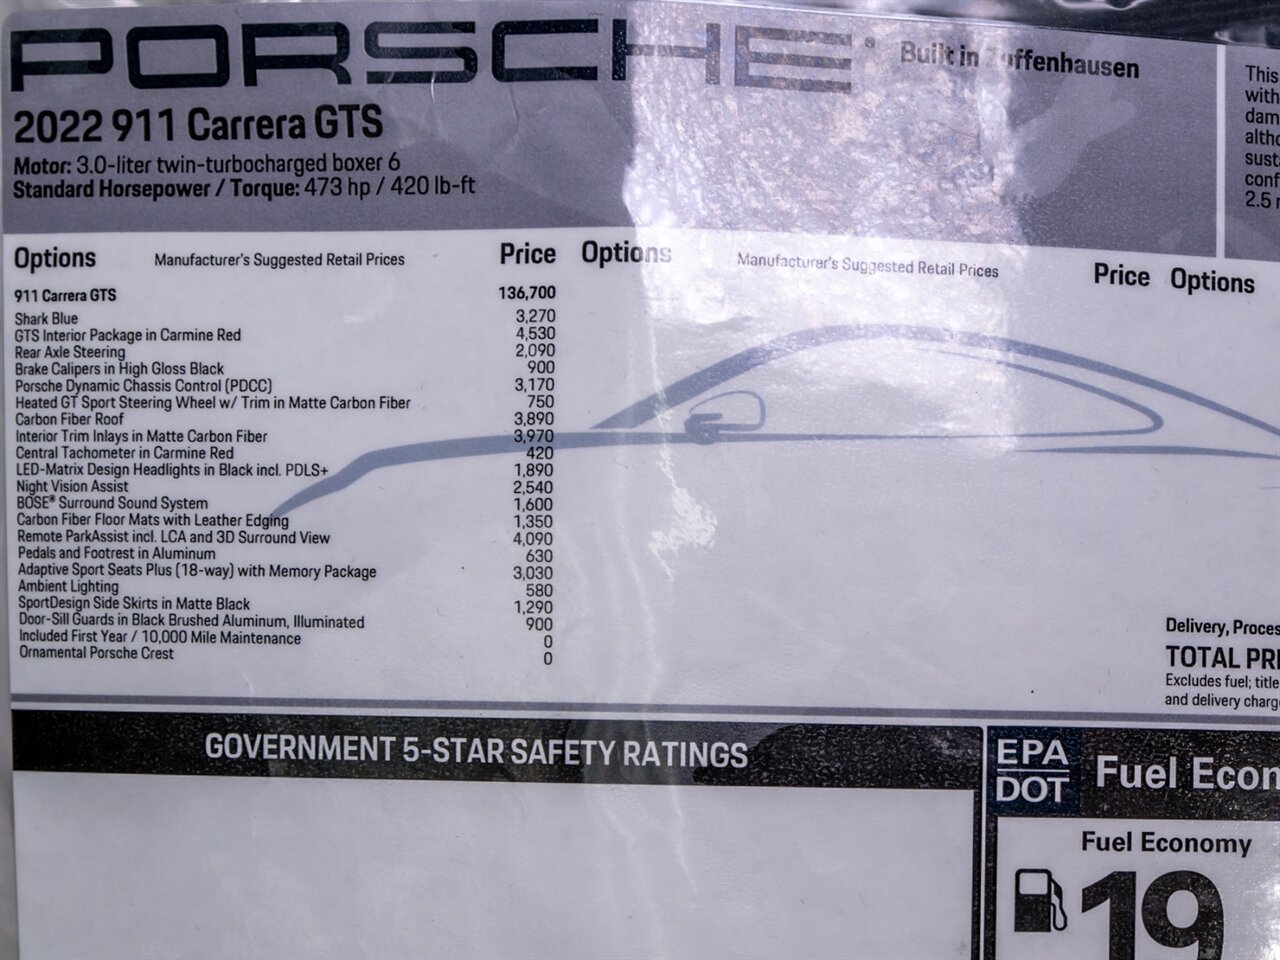 PORSCHE®
Built in Zuffenhausen
2022 911 Carrera GTS
Motor: 3.0-liter twin-turbocharged boxer 6
Standard Horsepower / Torque: 473 hp / 420 lb-ft
This
with
dam
altho
sust
conf
2.5
Options Manufacturer's Suggested Retail Prices Price Options Manufacturer's Suggested Retail Prices Price Options
911 Carrera GTS 136,700
Shark Blue 3,270
GTS Interior Package in Carmine Red 4,530
Rear Axle Steering 2,090
Brake Calipers in High Gloss Black 900
Porsche Dynamic Chassis Control (PDCC) 3,170
Heated GT Sport Steering Wheel w/ Trim in Matte Carbon Fiber 750
Carbon Fiber Roof 3,890
Interior Trim Inlays in Matte Carbon Fiber 3,970
Central Tachometer in Carmine Red 420
LED-Matrix Design Headlights in Black incl. PDLS+ 1,890
Night Vision Assist 2,540
BOSE® Surround Sound System 1,600
Carbon Fiber Floor Mats with Leather Edging 1,350
Remote ParkAssist incl. LCA and 3D Surround View 4,090
Pedals and Footrest in Aluminum 630
Adaptive Sport Seats Plus (18-way) with Memory Package 3,030
Ambient Lighting 580
SportDesign Side Skirts in Matte Black 1,290
Door-Sill Guards in Black Brushed Aluminum, Illuminated 900
Included First Year / 10,000 Mile Maintenance 0
Ornamental Porsche Crest 0
Delivery, Proces
TOTAL PRI
Excludes fuel; title
and delivery charg
GOVERNMENT 5-STAR SAFETY RATINGS
EPA
DOT
Fuel Econ
Fuel Economy
19